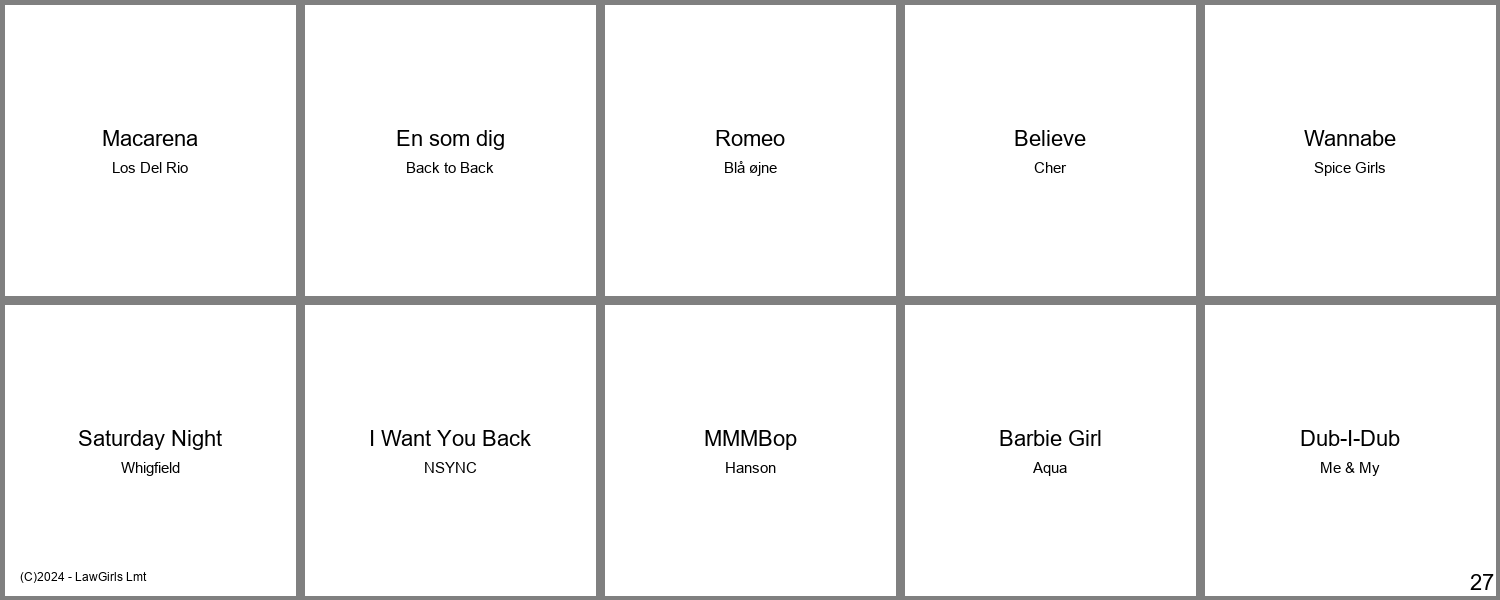 Macarena
Los Del Rio
En som dig
Back to Back
Romeo
Blå øjne
Believe
Cher
Wannabe
Spice Girls
Saturday Night
Whigfield
I Want You Back
NSYNC
MMMBop
Hanson
Barbie Girl
Aqua
Dub-I-Dub
Me & My
(C)2024 - LawGirls Lmt
27